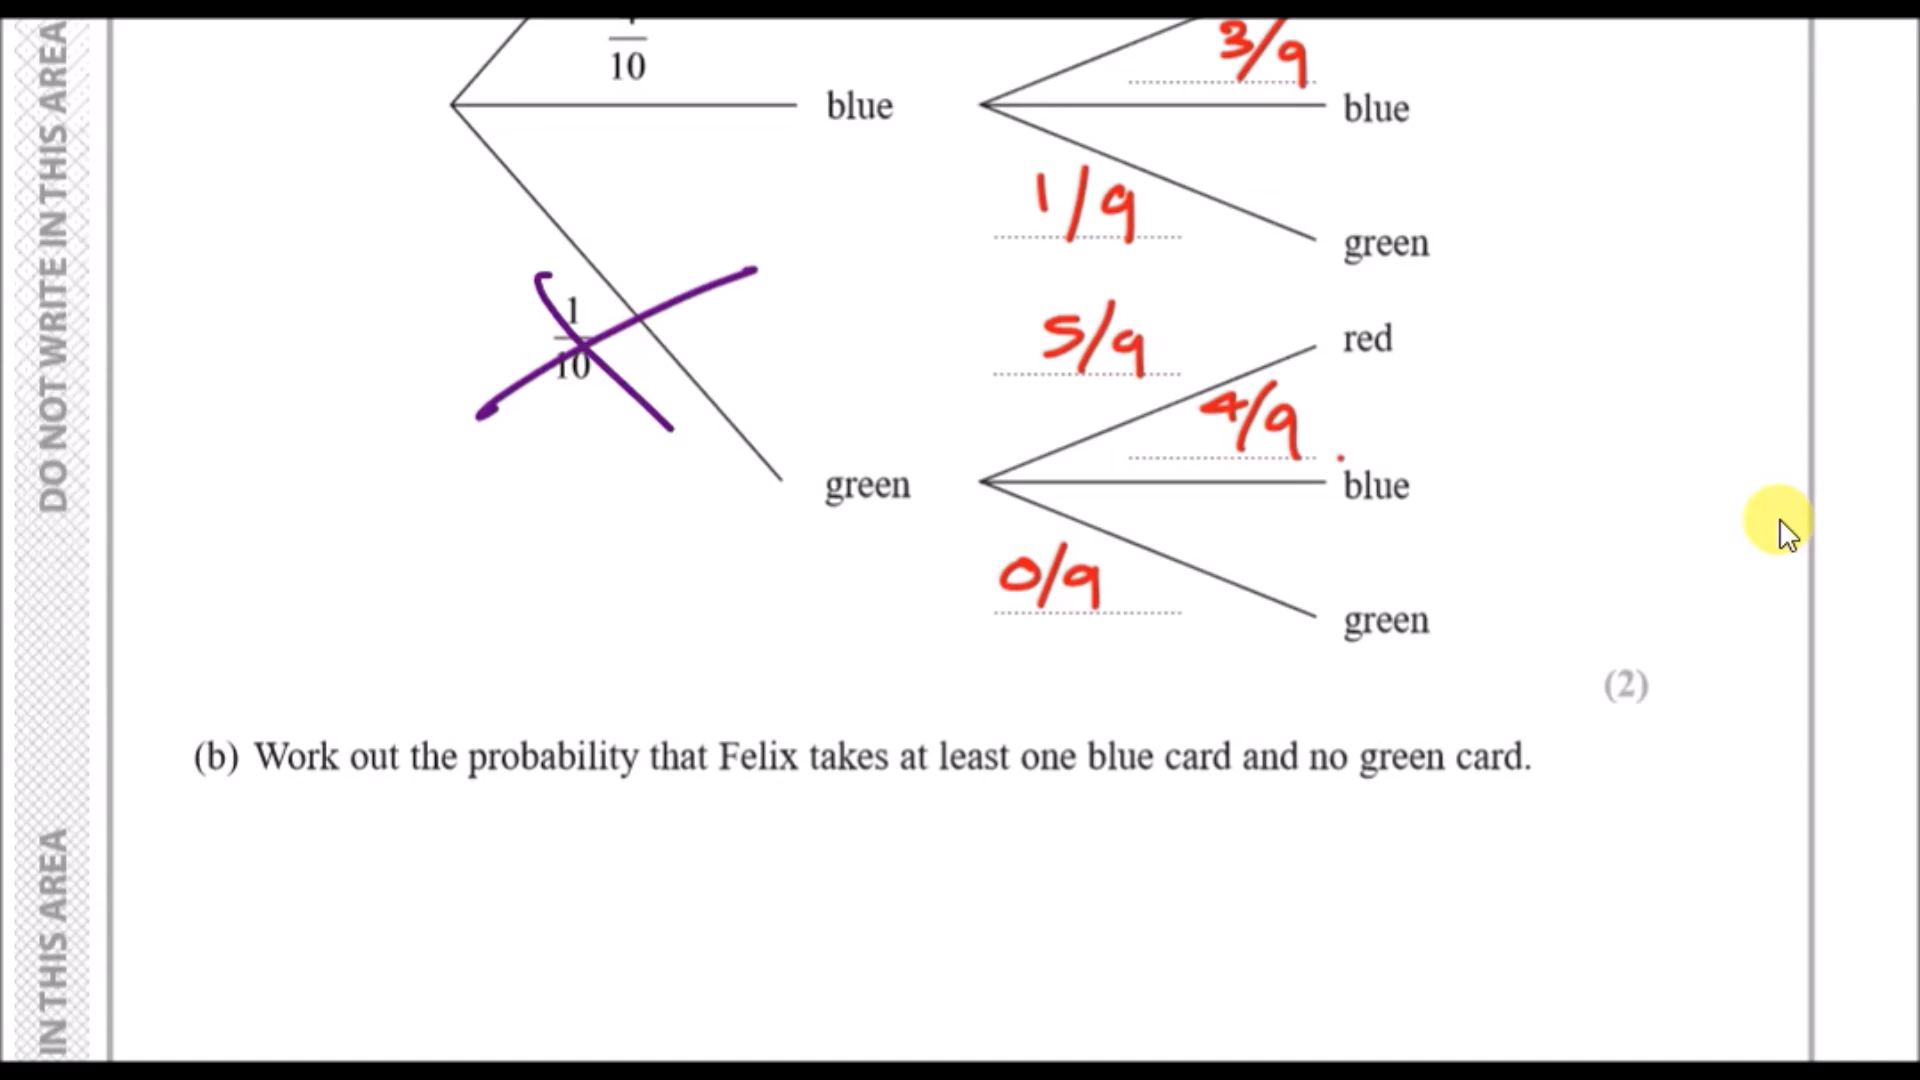 3/9
10
blue
blue
1/9
green
5/9
red
1
10
4/9
green
blue
0/9
green
(2)
(b) Work out the probability that Felix takes at least one blue card and no green card.
DO NOT WRITE IN THIS AREA
IN THIS AREA